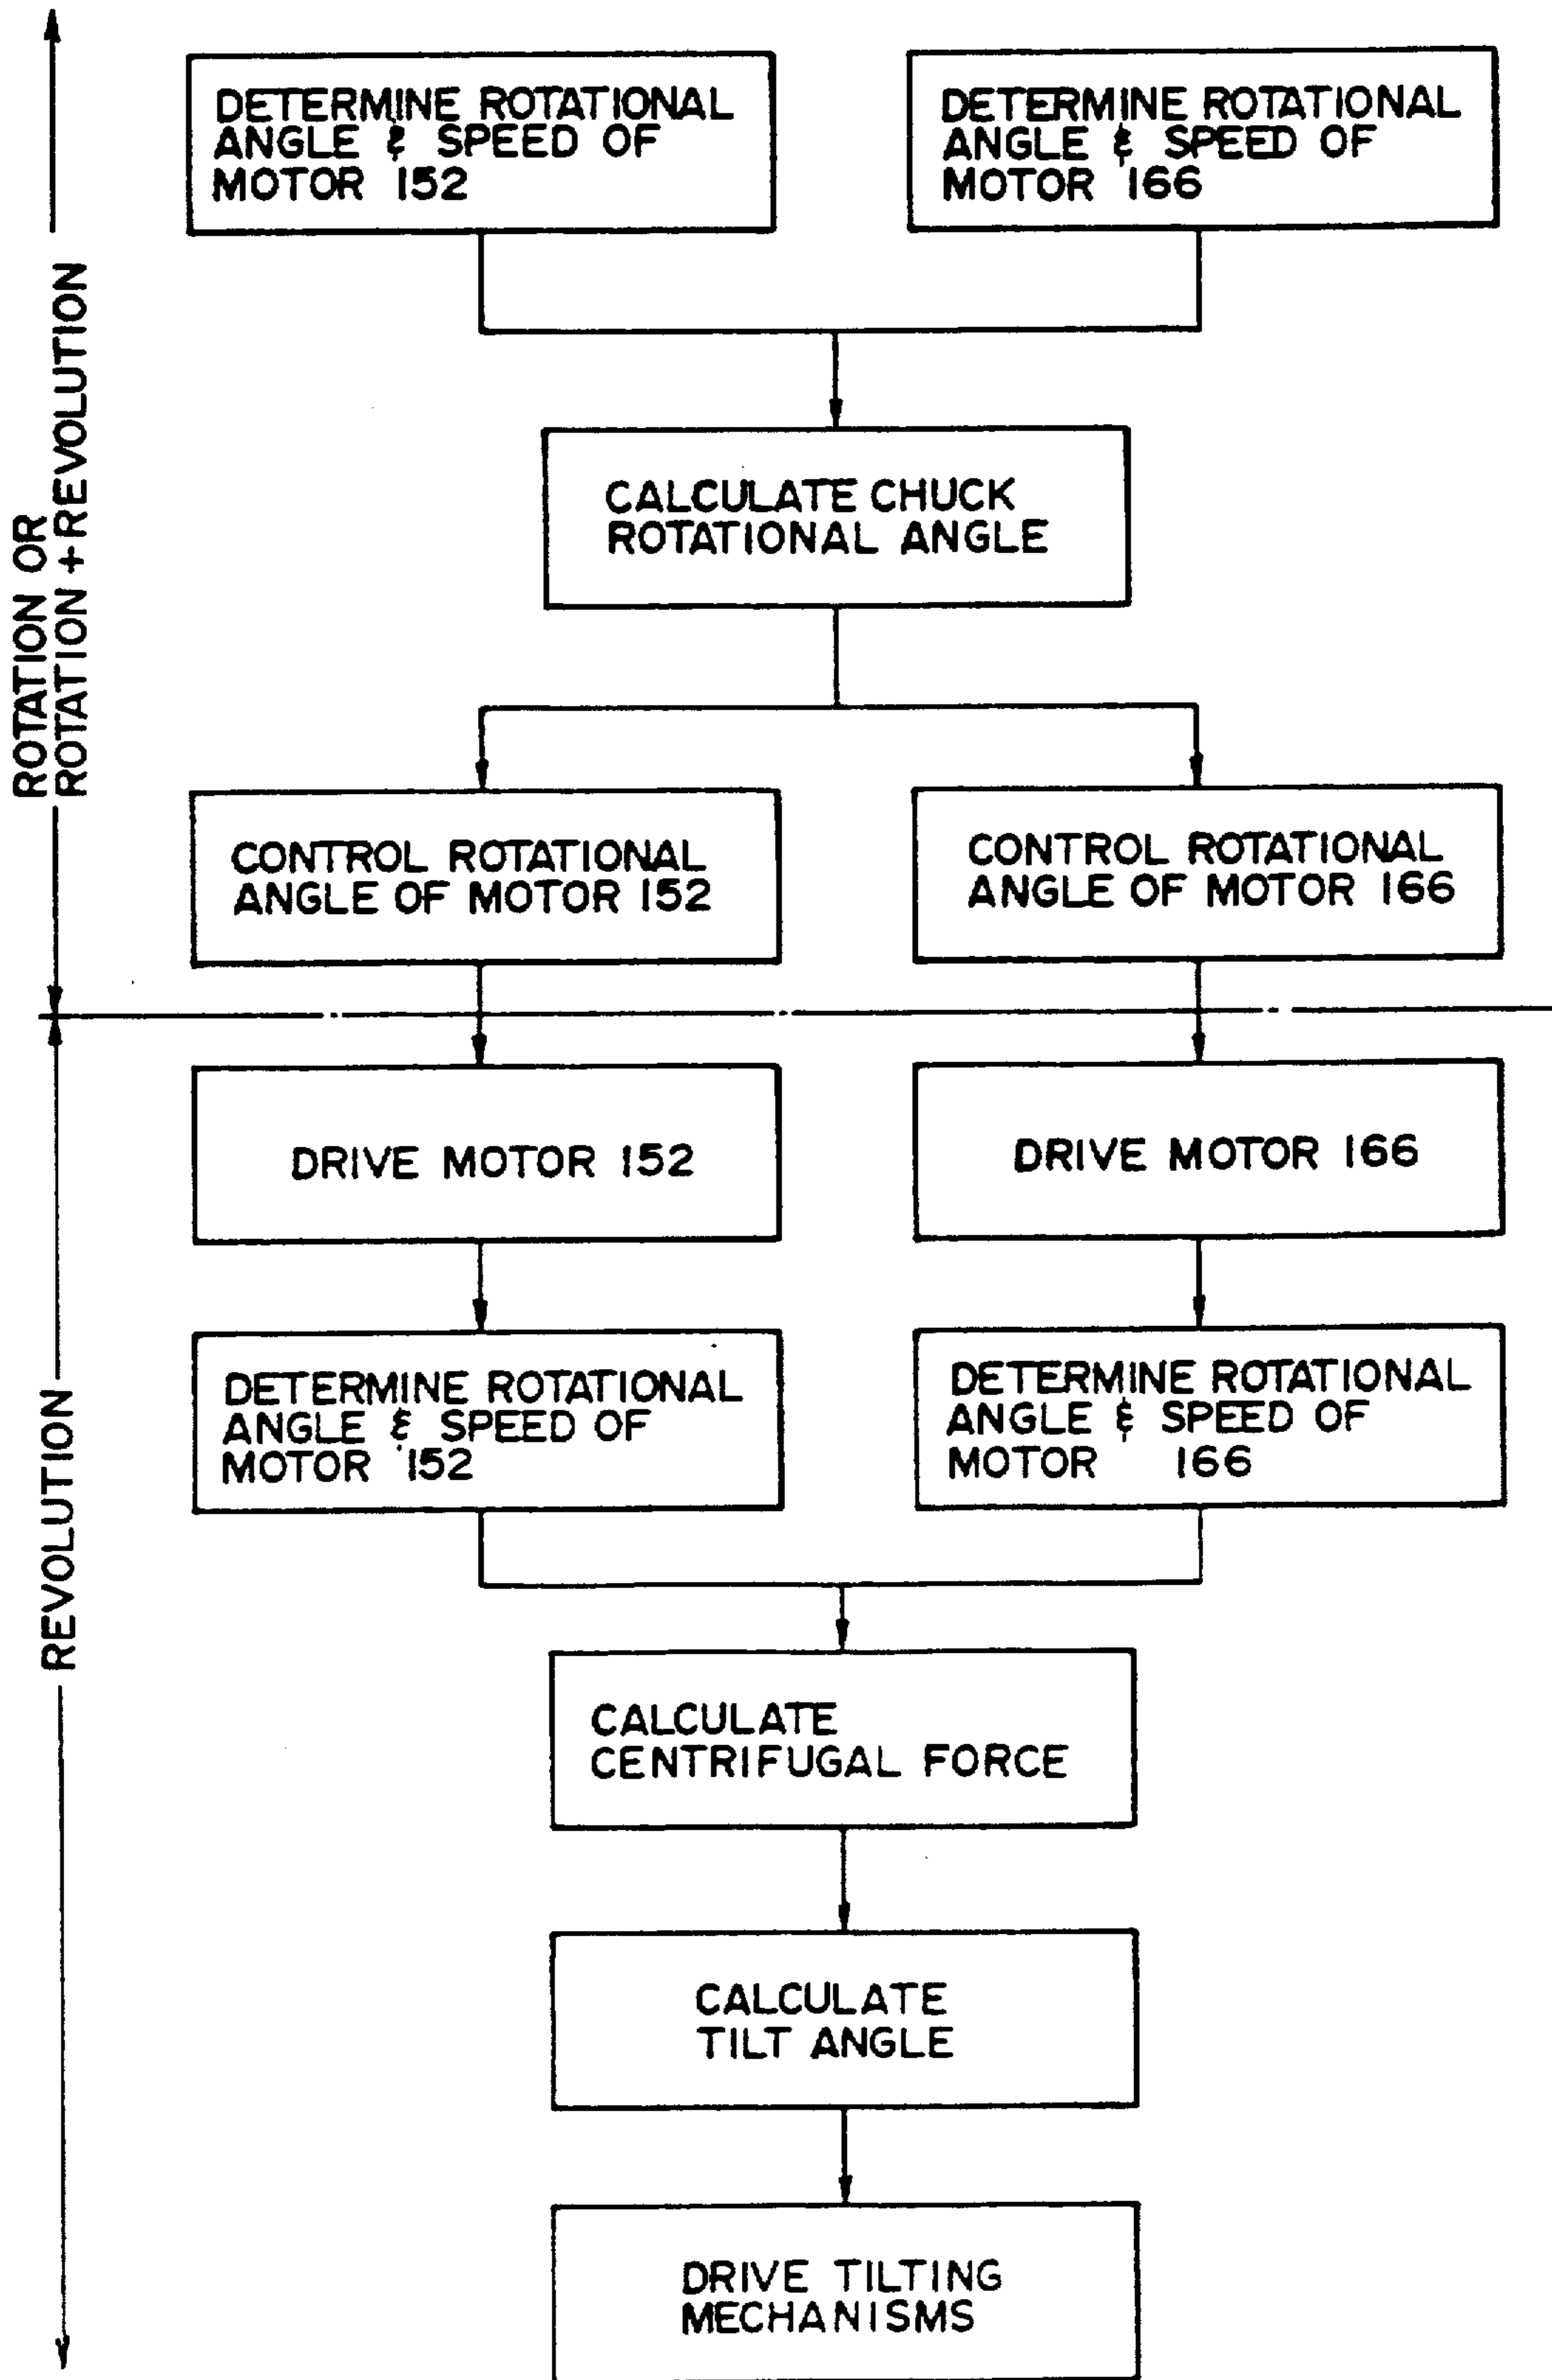 DETERMINE ROTATIONAL
ANGLE & SPEED OF
MOTOR 152
DETERMINE ROTATIONAL
ANGLE & SPEED OF
MOTOR 166
ROTATION OR
ROTATION + REVOLUTION
CALCULATE CHUCK
ROTATIONAL ANGLE
CONTROL ROTATIONAL
ANGLE OF MOTOR 152
CONTROL ROTATIONAL
ANGLE OF MOTOR 166
DRIVE MOTOR 152
DRIVE MOTOR 166
DETERMINE ROTATIONAL
ANGLE & SPEED OF
MOTOR 152
DETERMINE ROTATIONAL
ANGLE & SPEED OF
MOTOR 166
REVOLUTION
CALCULATE
CENTRIFUGAL FORCE
CALCULATE
TILT ANGLE
DRIVE TILTING
MECHANISMS